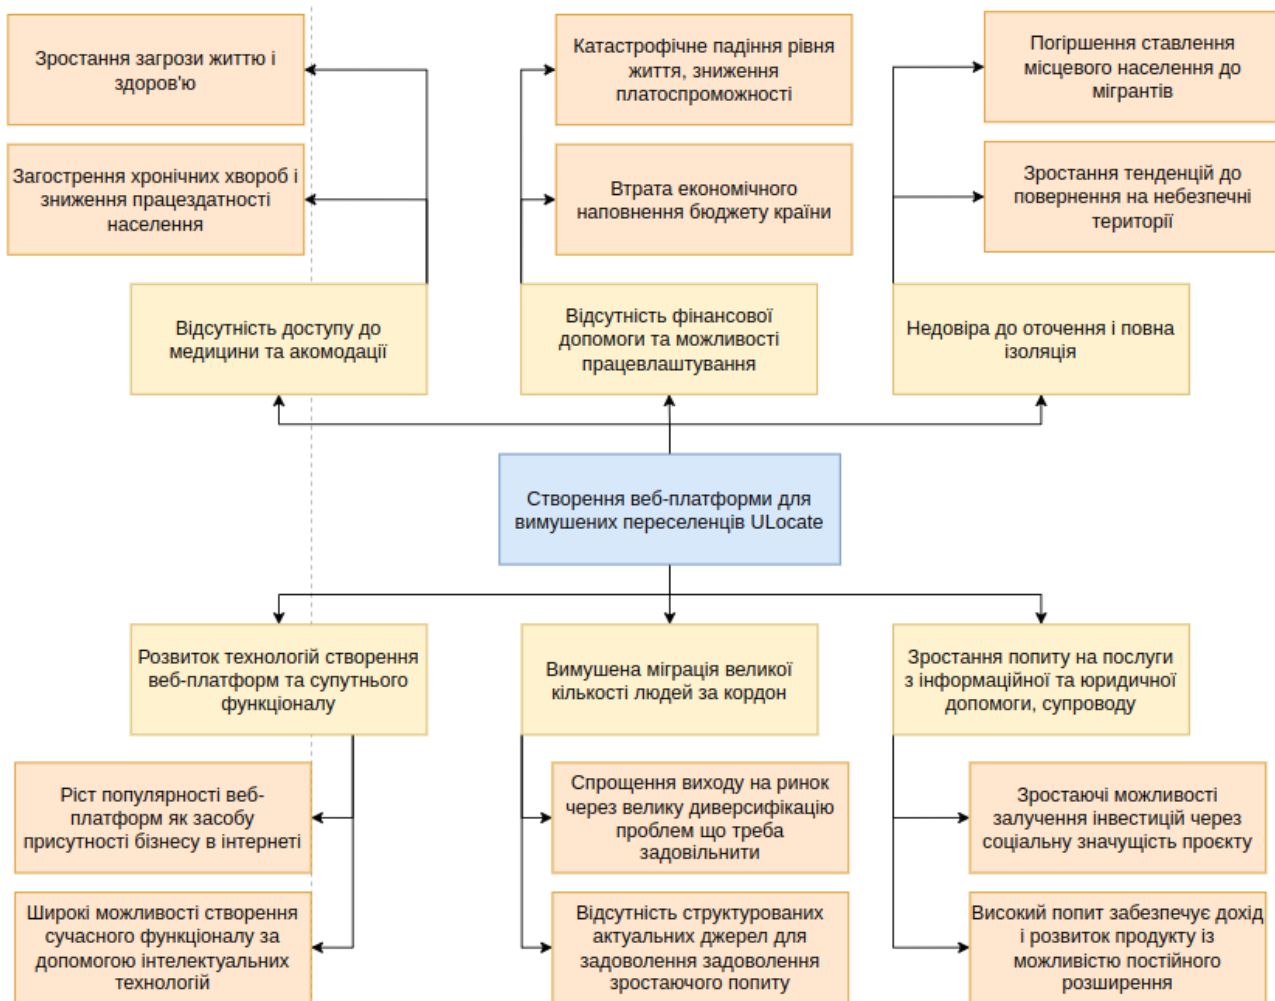 Зростання загрози життю і
здоров'ю
Катастрофічне падіння рівня
життя, зниження
платоспроможності
Погіршення ставлення
місцевого населення до
мігрантів
Загострення хронічних хвороб і
зниження працездатності
населення
Втрата економічного
наповнення бюджету країни
Зростання тенденцій до
повернення на небезпечні
території
Відсутність доступу до
медицини та акомодації
Відсутність фінансової
допомоги та можливості
працевлаштування
Недовіра до оточення і повна
ізоляція
Створення веб-платформи для
вимушених переселенців ULocate
Розвиток технологій створення
веб-платформ та супутнього
функціоналу
Вимушена міграція великої
кількості людей за кордон
Зростання попиту на послуги
з інформаційної та юридичної
допомоги, супроводу
Ріст популярності веб-
платформ як засобу
присутності бізнесу в інтернеті
Спрощення виходу на ринок
через велику диверсифікацію
проблем що треба
задовільнити
Зростаючі можливості
залучення інвестицій через
соціальну значущість проєкту
Широкі можливості створення
сучасного функціоналу за
допомогою інтелектуальних
технологій
Відсутність структурованих
актуальних джерел для
задоволення задоволення
зростаючого попиту
Високий попит забезпечує дохід
і розвиток продукту із
можливістю постійного
розширення